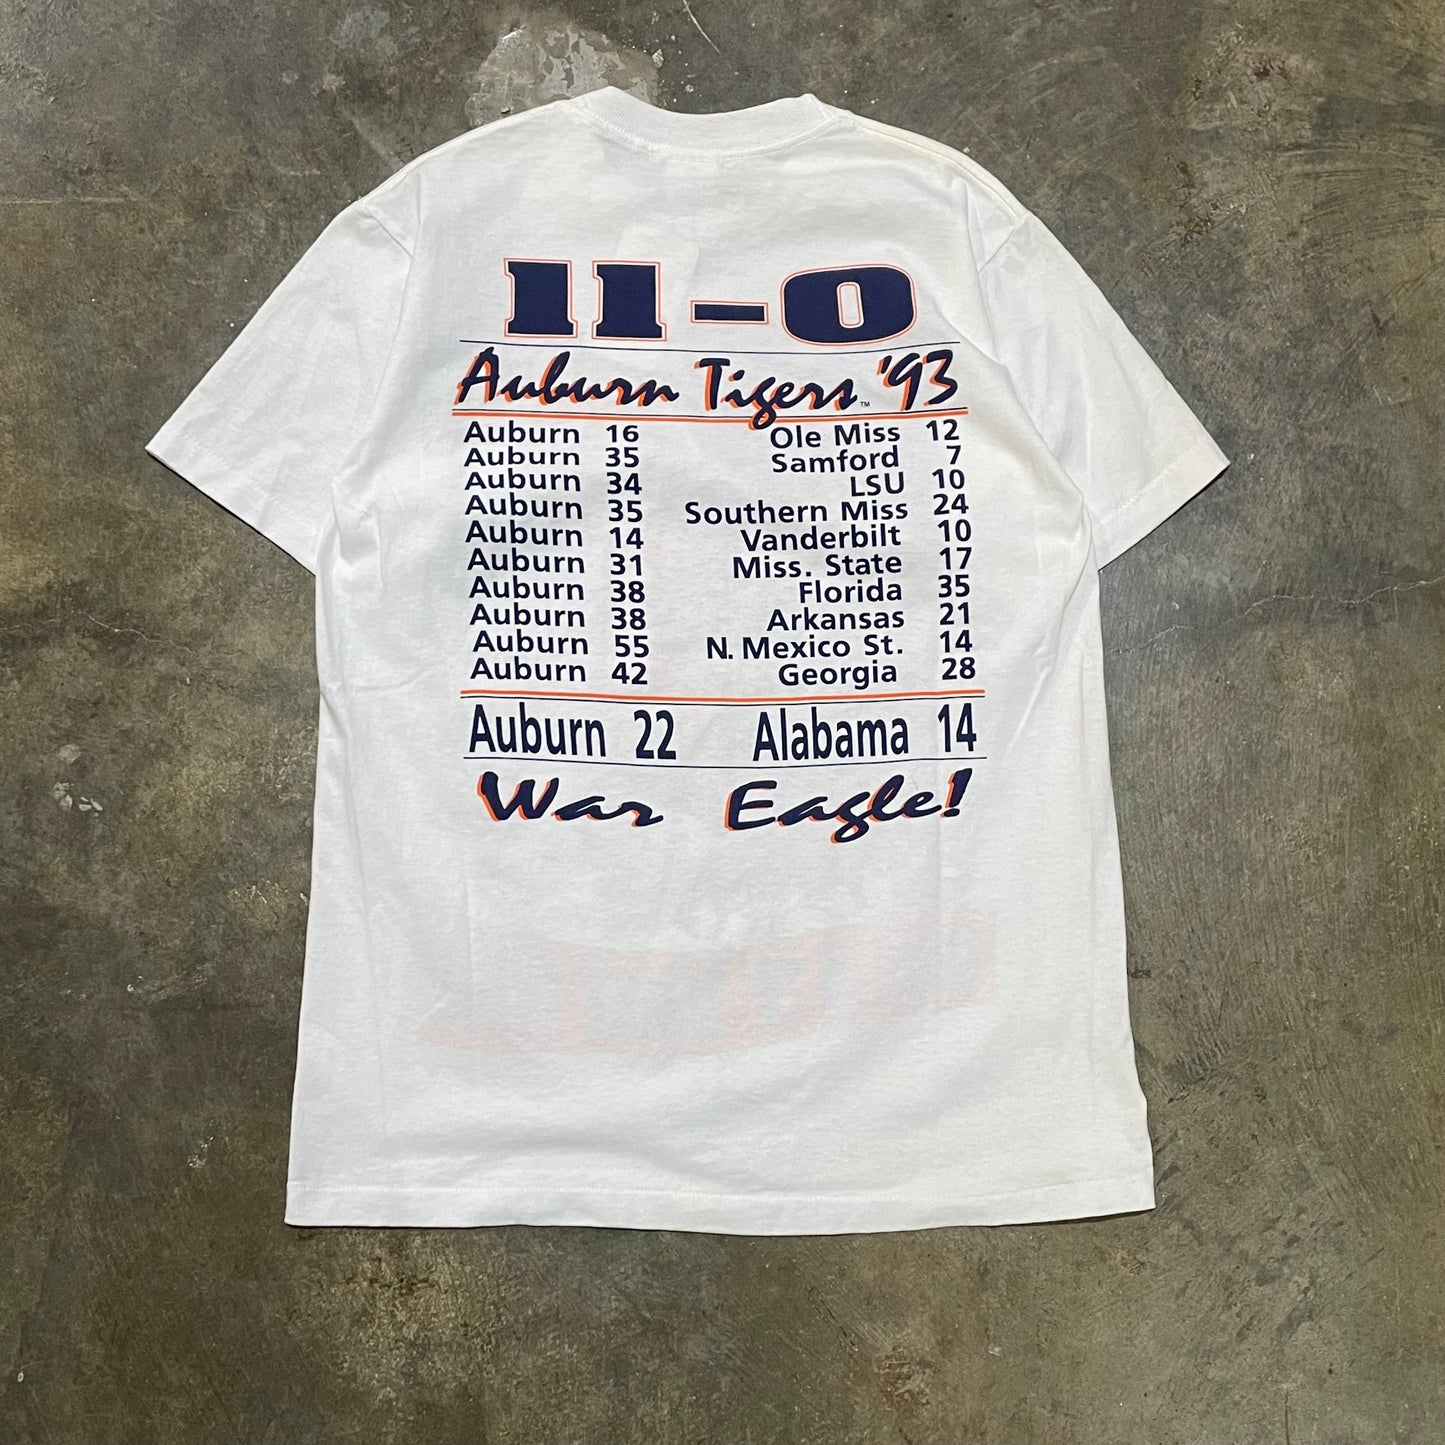 11-0
Auburn Tigers™ '93
Auburn 16 Ole Miss 12
Auburn 35 Samford 7
Auburn 34 LSU 10
Auburn 35 Southern Miss 24
Auburn 14 Vanderbilt 10
Auburn 31 Miss. State 17
Auburn 38 Florida 35
Auburn 38 Arkansas 21
Auburn 55 N. Mexico St. 14
Auburn 42 Georgia 28
Auburn 22 Alabama 14
War Eagle!